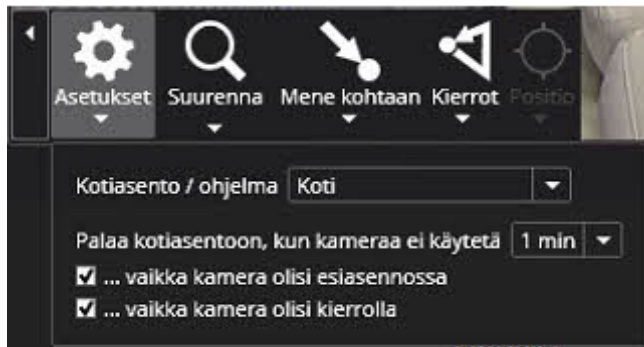 Asetukset Suurenna Mene kohtaan Kierrot Positio
Kotiasento / ohjelma Koti
Palaa kotiasentoon, kun kameraa ei käytetä 1 min
... vaikka kamera olisi esiasennossa
... vaikka kamera olisi kierrolla